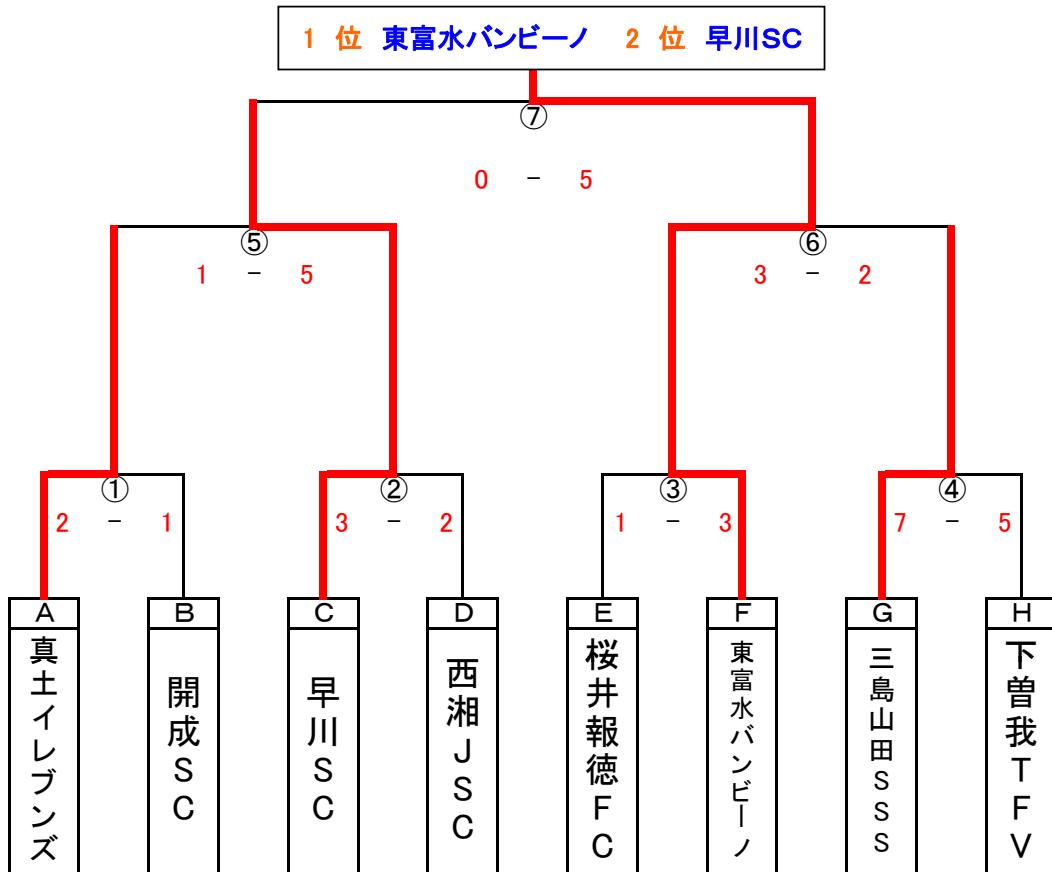 1 位 東富水バンビーノ 2 位 早川SC
⑦
0 － 5
⑤ ⑥
1 － 5 3 － 2
① ② ③ ④
2 － 1 3 － 2 1 － 3 7 － 5
A B C D E F G H
真土イレブンズ
開成SC
早川SC
西湘JSC
桜井報徳FC
東富水バンビーノ
三島山田SSS
下曽我TFV